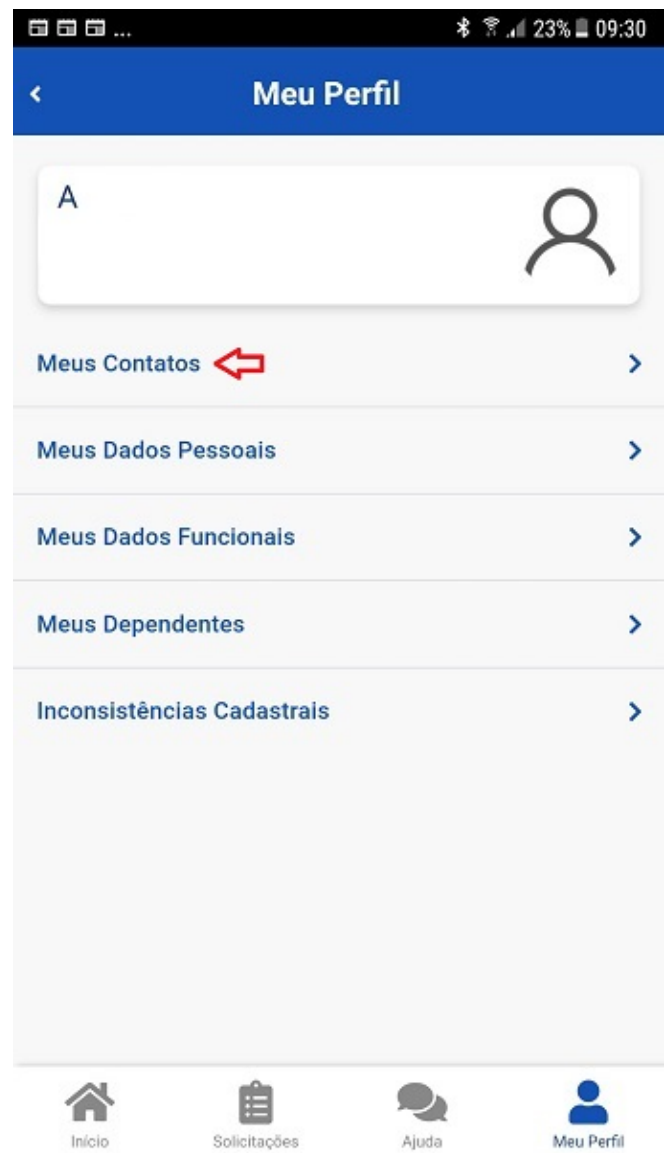 ... 23% 09:30
Meu Perfil
A
Meus Contatos
Meus Dados Pessoais
Meus Dados Funcionais
Meus Dependentes
Inconsistências Cadastrais
Início Solicitações Ajuda Meu Perfil